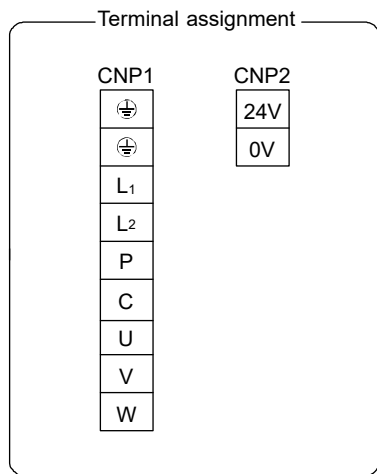 Terminal assignment
CNP1
L1
L2
P
C
U
V
W
CNP2
24V
0V